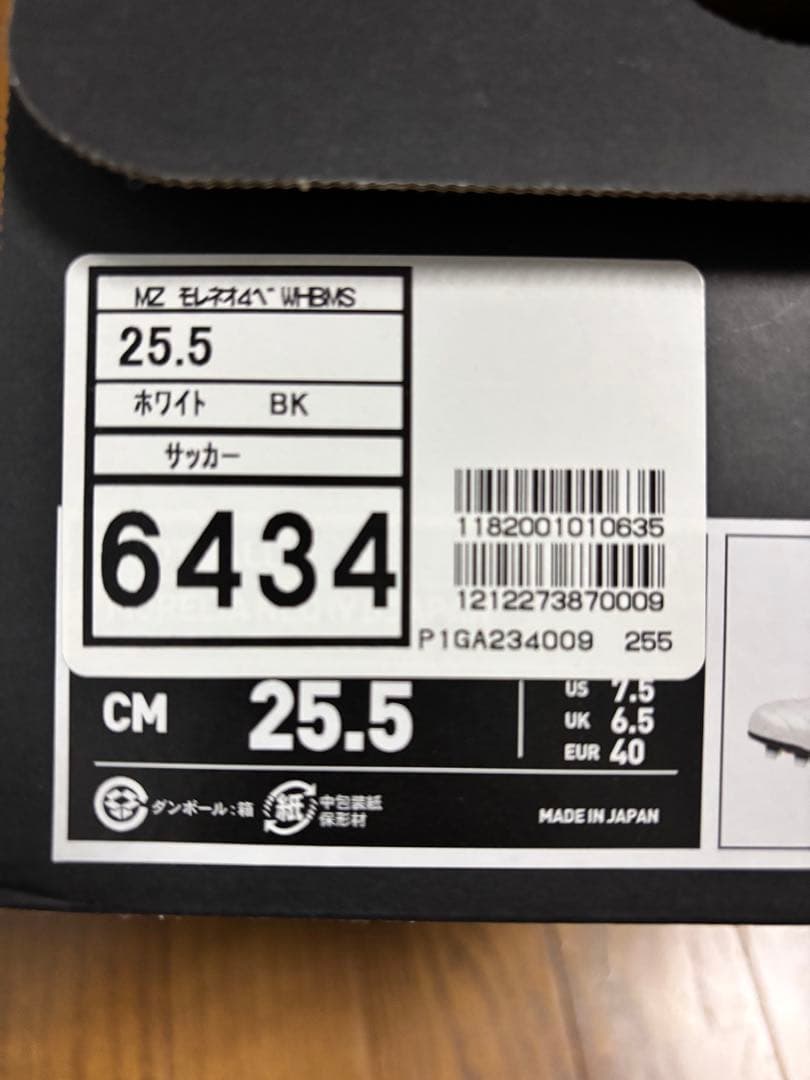 MZ ﾓﾚﾈｵ4ﾍﾞ WHBMS
25.5
ﾎﾜｲﾄ BK
ｻｯｶｰ
6434
1182001010635
1212273870009
P1GA234009 255
CM 25.5
US 7.5
UK 6.5
EUR 40
ダンボール:箱
紙
中包装紙
保形材
MADE IN JAPAN